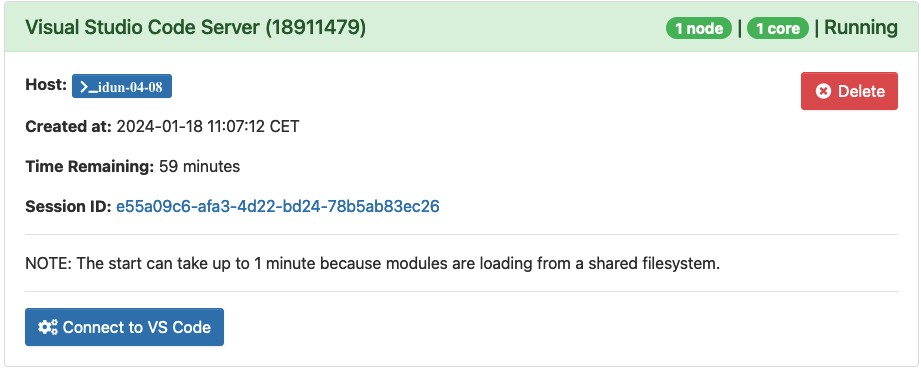 Visual Studio Code Server (18911479)
1 node | 1 core | Running
Host: >_idun-04-08
Delete
Created at: 2024-01-18 11:07:12 CET
Time Remaining: 59 minutes
Session ID: e55a09c6-afa3-4d22-bd24-78b5ab83ec26
NOTE: The start can take up to 1 minute because modules are loading from a shared filesystem.
Connect to VS Code